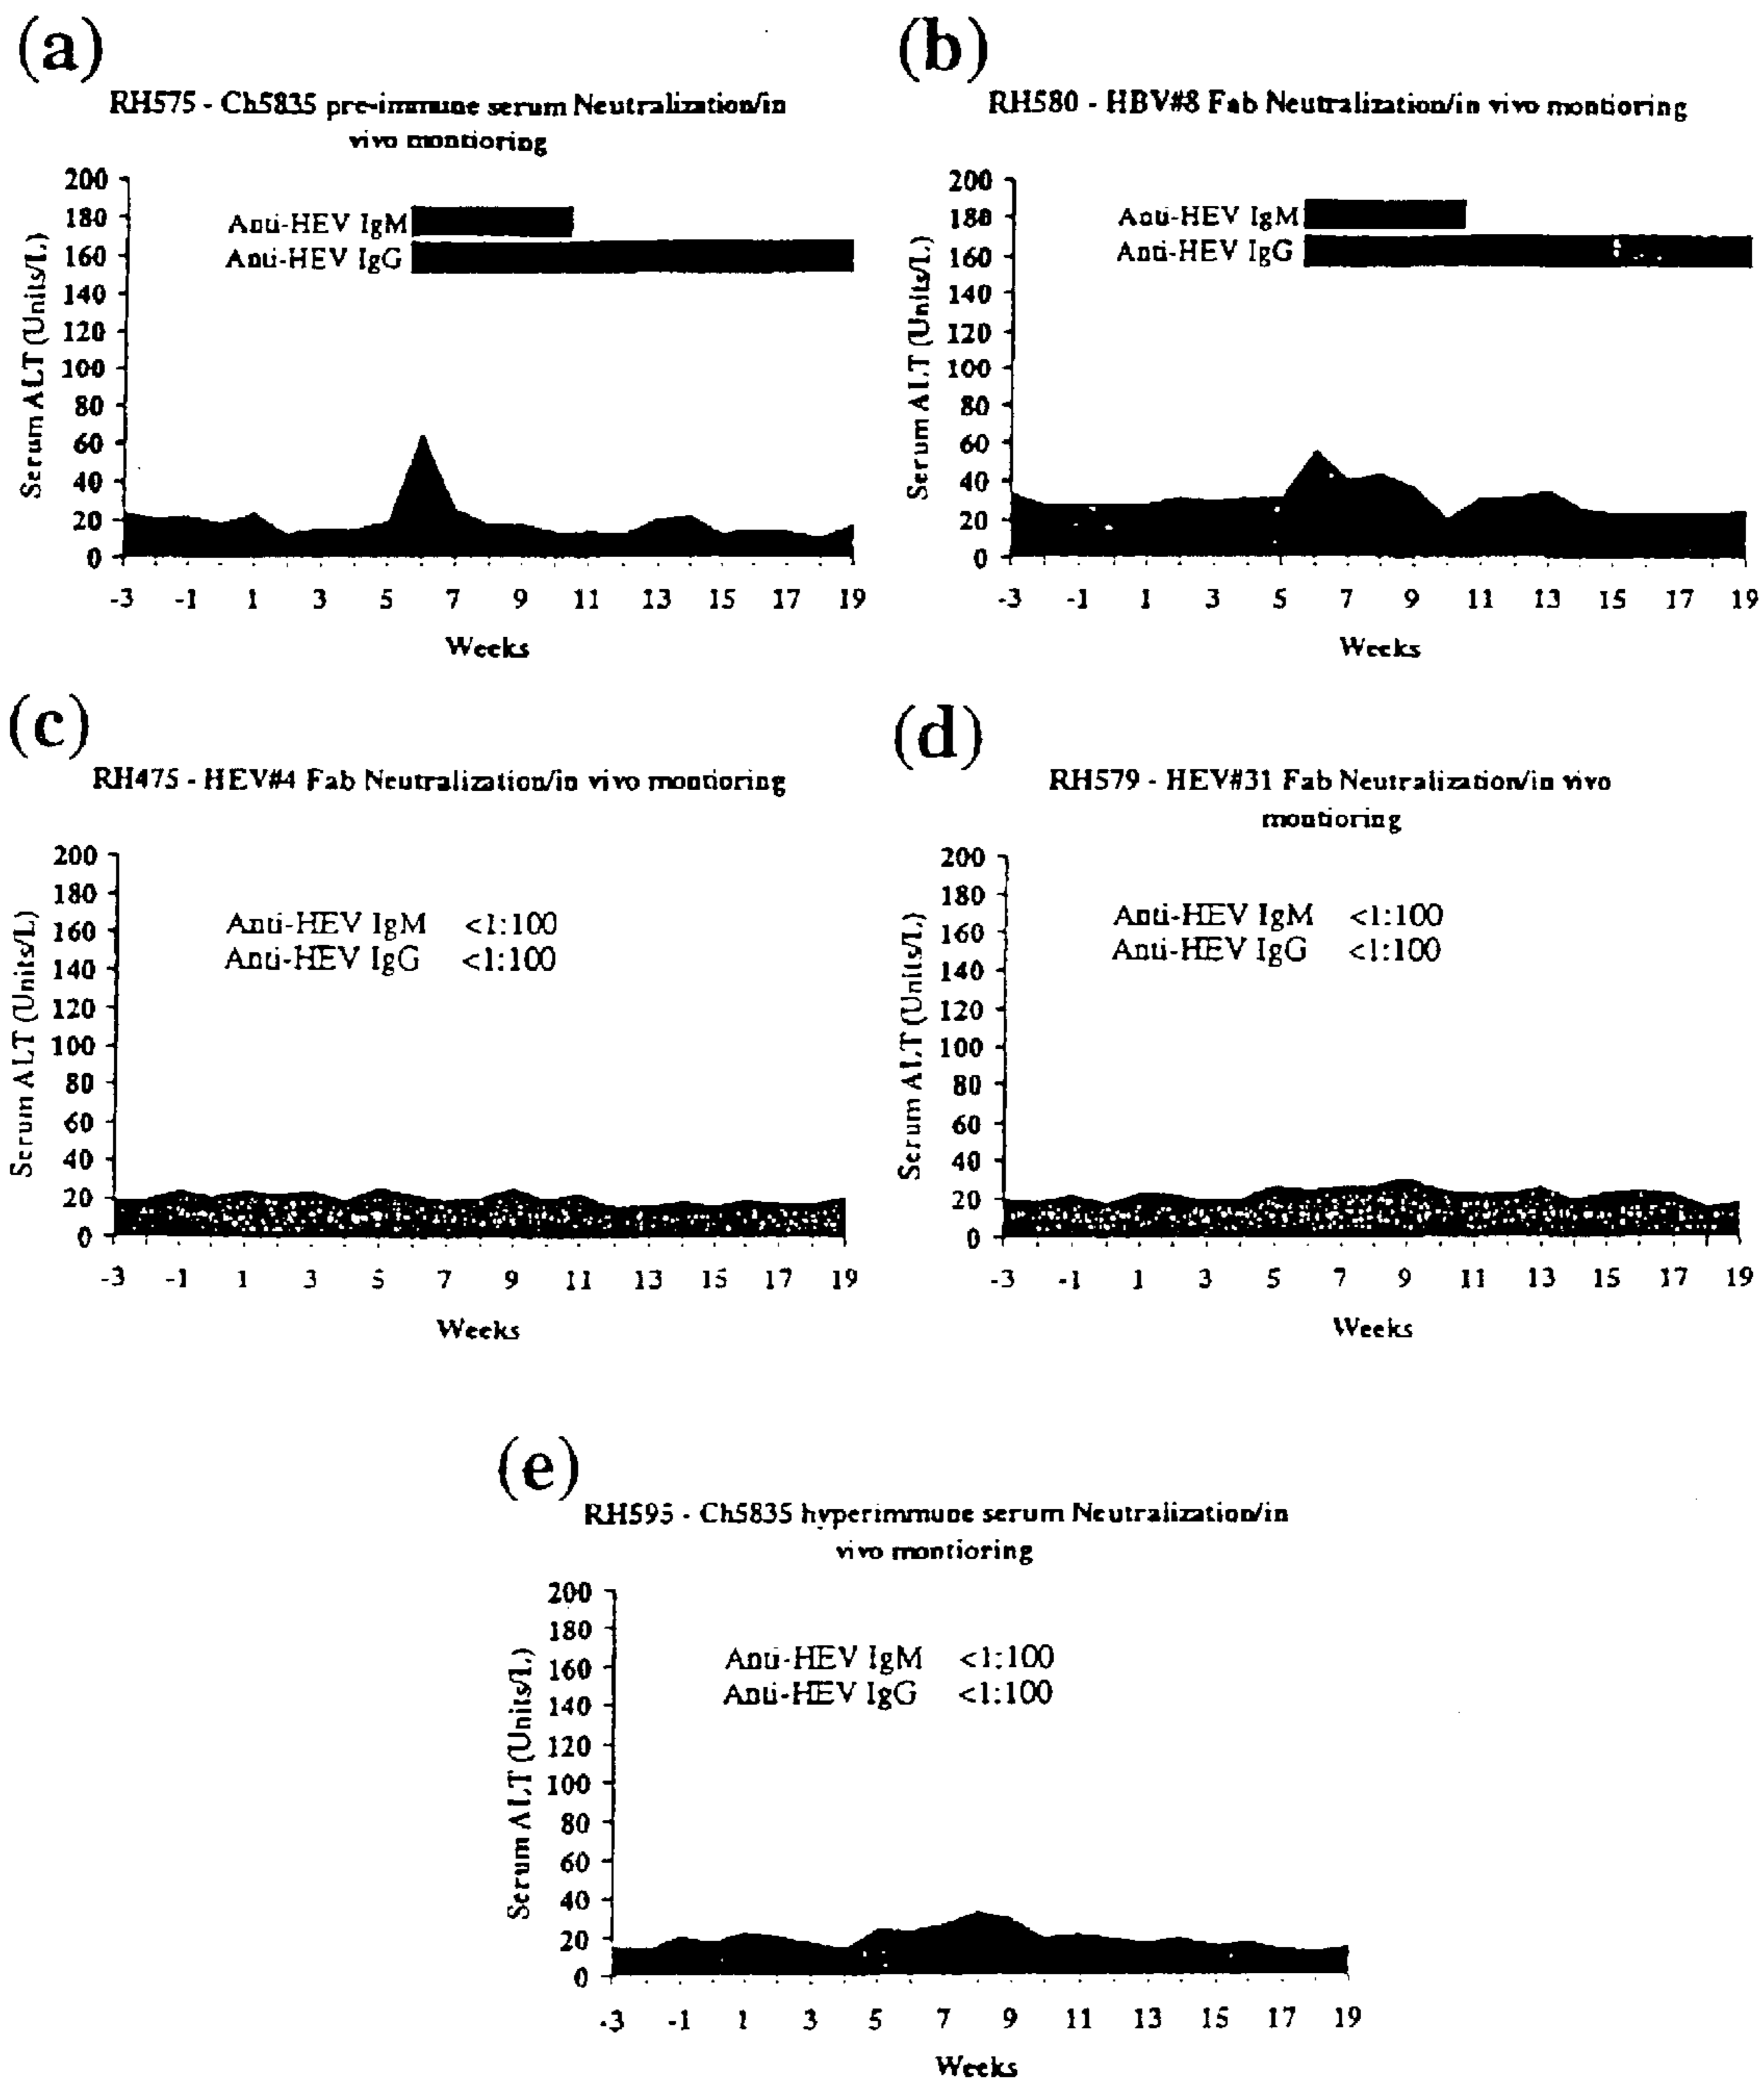 (a)
RH575 - Ch5835 pre-immune serum Neutralization/in
vivo montioring
200
180
160
140
120
100
80
60
40
20
0
Serum ALT (Units/L)
Anti-HEV IgM
Anti-HEV IgG
-3 -1 1 3 5 7 9 11 13 15 17 19
Weeks
(b)
RH580 - HBV#8 Fab Neutralization/in vivo montioring
200
180
160
140
120
100
80
60
40
20
0
Serum ALT (Units/L)
Anti-HEV IgM
Anti-HEV IgG
-3 -1 1 3 5 7 9 11 13 15 17 19
Weeks
(c)
RH475 - HEV#4 Fab Neutralization/in vivo montioring
200
180
160
140
120
100
80
60
40
20
0
Serum ALT (Units/L)
Anti-HEV IgM <1:100
Anti-HEV IgG <1:100
-3 -1 1 3 5 7 9 11 13 15 17 19
Weeks
(d)
RH579 - HEV#31 Fab Neutralization/in vivo
montioring
200
180
160
140
120
100
80
60
40
20
0
Serum ALT (Units/L)
Anti-HEV IgM <1:100
Anti-HEV IgG <1:100
-3 -1 1 3 5 7 9 11 13 15 17 19
Weeks
(e)
RH595 - Ch5835 hyperimmune serum Neutralization/in
vivo montioring
200
180
160
140
120
100
80
60
40
20
0
Serum ALT (Units/L)
Anti-HEV IgM <1:100
Anti-HEV IgG <1:100
-3 -1 1 3 5 7 9 11 13 15 17 19
Weeks